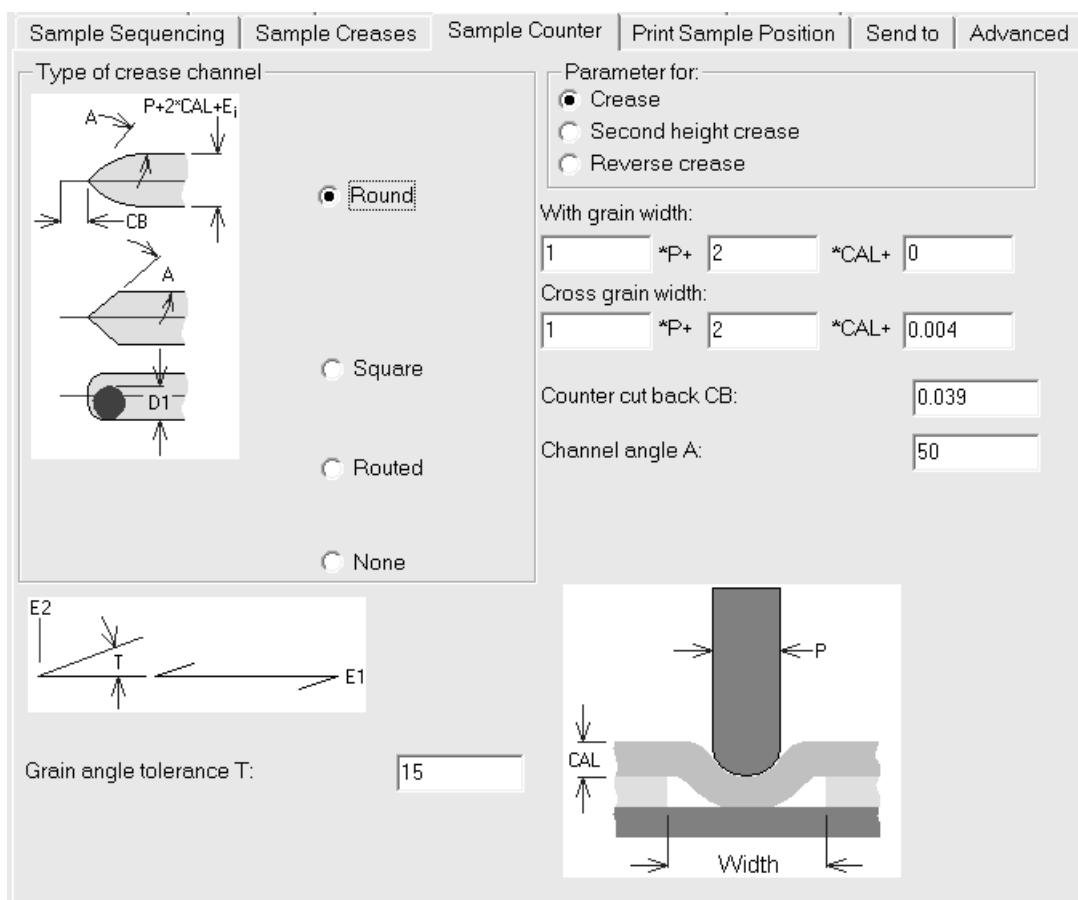 Sample Sequencing
Sample Creases
Sample Counter
Print Sample Position
Send to
Advanced
Type of crease channel
A
P+2*CAL+Ei
CB
A
D1
Round
Square
Routed
None
Parameter for:
Crease
Second height crease
Reverse crease
With grain width:
1 *P+ 2 *CAL+ 0
Cross grain width:
1 *P+ 2 *CAL+ 0.004
Counter cut back CB: 0.039
Channel angle A: 50
E2
T
E1
Grain angle tolerance T: 15
P
CAL
Width